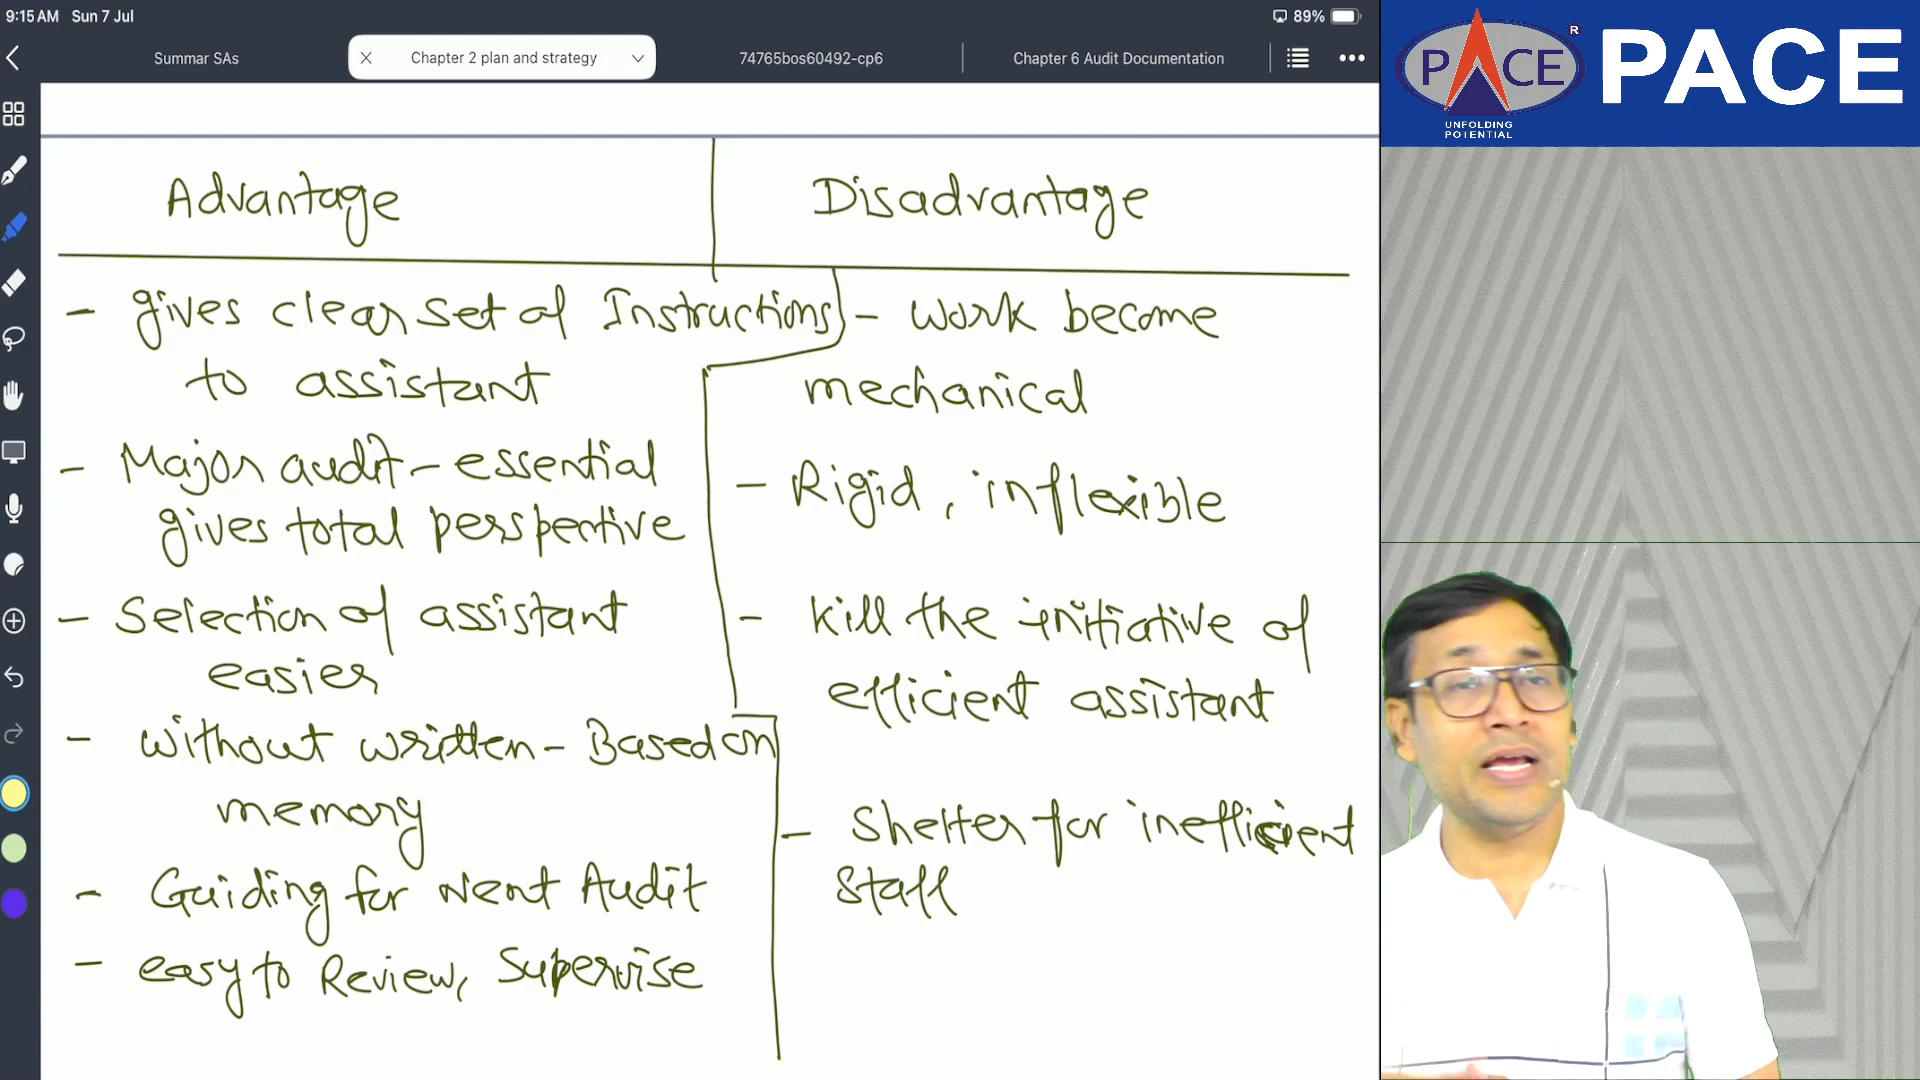 9:15 AM Sun 7 Jul
89%
Summar SAs
Chapter 2 plan and strategy
74765bos60492-cp6
Chapter 6 Audit Documentation
PACE
UNFOLDING
POTENTIAL
®
PACE
Advantage
- gives clear set of Instructions
to assistant
- Major audit - essential
gives total perspective
- Selection of assistant
easier
- without written - Based on
memory
- Guiding for Next Audit
- easy to Review, Supervise
Disadvantage
- work become
mechanical
- Rigid, inflexible
- kill the initiative of
efficient assistant
- Shelter for inefficient
Staff